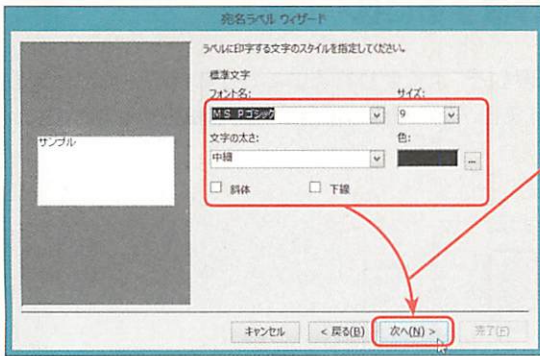 宛名ラベル ウィザード
ラベルに印字する文字のスタイルを指定してください。
標準文字
フォント名:
サイズ:
ＭＳ Ｐゴシック
9
サンプル
文字の太さ:
色:
中細
...
斜体
下線
キャンセル
< 戻る(B)
次へ(N) >
完了(F)